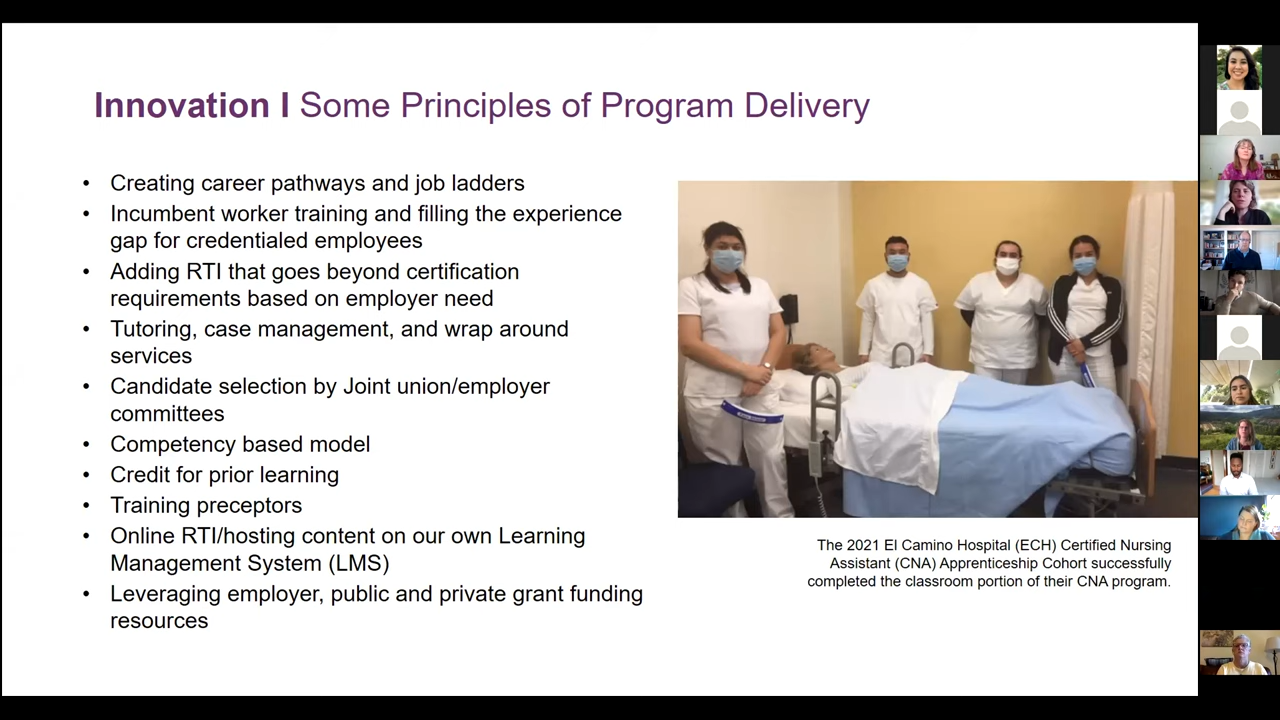 Innovation I Some Principles of Program Delivery
• Creating career pathways and job ladders
• Incumbent worker training and filling the experience
gap for credentialed employees
• Adding RTI that goes beyond certification
requirements based on employer need
• Tutoring, case management, and wrap around
services
• Candidate selection by Joint union/employer
committees
• Competency based model
• Credit for prior learning
• Training preceptors
• Online RTI/hosting content on our own Learning
Management System (LMS)
• Leveraging employer, public and private grant funding
resources
The 2021 El Camino Hospital (ECH) Certified Nursing
Assistant (CNA) Apprenticeship Cohort successfully
completed the classroom portion of their CNA program.